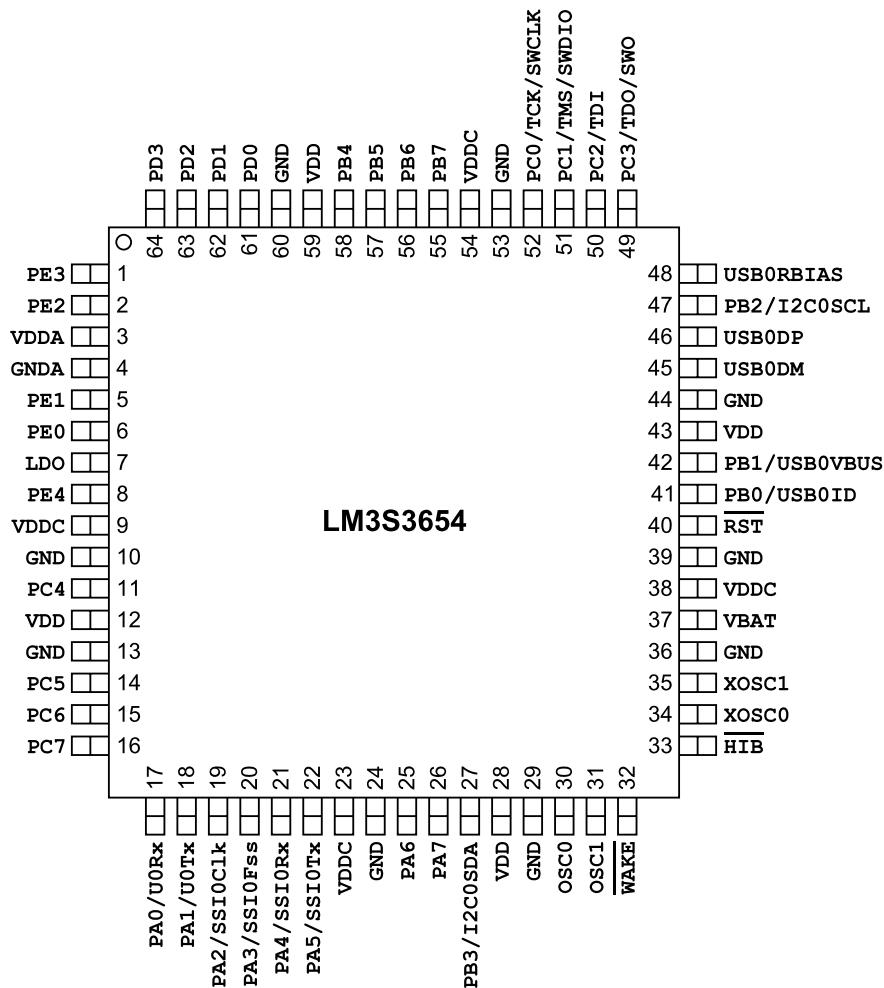 PD3
PD2
PD1
PD0
GND
VDD
PB4
PB5
PB6
PB7
VDDC
GND
PC0/TCK/SWCLK
PC1/TMS/SWDIO
PC2/TDI
PC3/TDO/SWO
64
63
62
61
60
59
58
57
56
55
54
53
52
51
50
49
PE3 1
PE2 2
VDDA 3
GNDA 4
PE1 5
PE0 6
LDO 7
PE4 8
VDDC 9
GND 10
PC4 11
VDD 12
GND 13
PC5 14
PC6 15
PC7 16
LM3S3654
48 USB0RBIAS
47 PB2/I2C0SCL
46 USB0DP
45 USB0DM
44 GND
43 VDD
42 PB1/USB0VBUS
41 PB0/USB0ID
40 RST
39 GND
38 VDDC
37 VBAT
36 GND
35 XOSC1
34 XOSC0
33 HIB
17
18
19
20
21
22
23
24
25
26
27
28
29
30
31
32
PA0/U0Rx
PA1/U0Tx
PA2/SSI0Clk
PA3/SSI0Fss
PA4/SSI0Rx
PA5/SSI0Tx
VDDC
GND
PA6
PA7
PB3/I2C0SDA
VDD
GND
OSC0
OSC1
WAKE